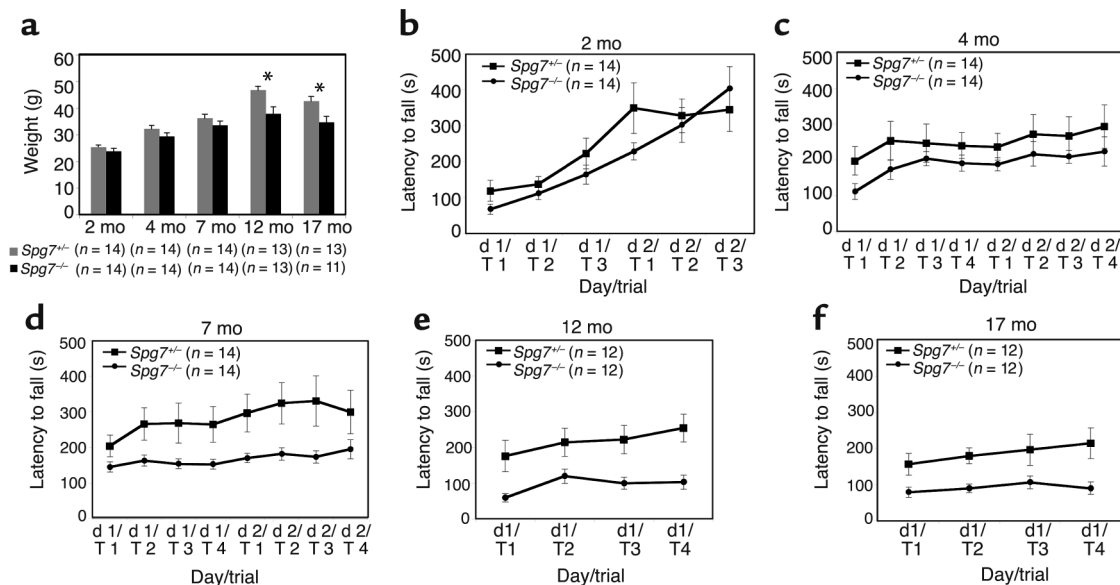 a
Weight (g)
60
50
40
30
20
10
0
*
*
2 mo 4 mo 7 mo 12 mo 17 mo
Spg7+/– (n = 14) (n = 14) (n = 14) (n = 13) (n = 13)
Spg7–/– (n = 14) (n = 14) (n = 14) (n = 13) (n = 11)
b
2 mo
Latency to fall (s)
500
400
300
200
100
0
Spg7+/– (n = 14)
Spg7–/– (n = 14)
d 1/ d 1/ d 1/ d 2/ d 2/ d 2/
T 1 T 2 T 3 T 1 T 2 T 3
Day/trial
c
4 mo
Latency to fall (s)
500
400
300
200
100
0
Spg7+/– (n = 14)
Spg7–/– (n = 14)
d 1/ d 1/ d 1/ d 1/ d 2/ d 2/ d 2/ d 2/
T 1 T 2 T 3 T 4 T 1 T 2 T 3 T 4
Day/trial
d
7 mo
Latency to fall (s)
500
400
300
200
100
0
Spg7+/– (n = 14)
Spg7–/– (n = 14)
d 1/ d 1/ d 1/ d 1/ d 2/ d 2/ d 2/ d 2/
T 1 T 2 T 3 T 4 T 1 T 2 T 3 T 4
Day/trial
e
12 mo
Latency to fall (s)
500
400
300
200
100
0
Spg7+/– (n = 12)
Spg7–/– (n = 12)
d1/ d1/ d1/ d1/
T1 T2 T3 T4
Day/trial
f
17 mo
Latency to fall (s)
500
400
300
200
100
0
Spg7+/– (n = 12)
Spg7–/– (n = 12)
d1/ d1/ d1/ d1/
T1 T2 T3 T4
Day/trial